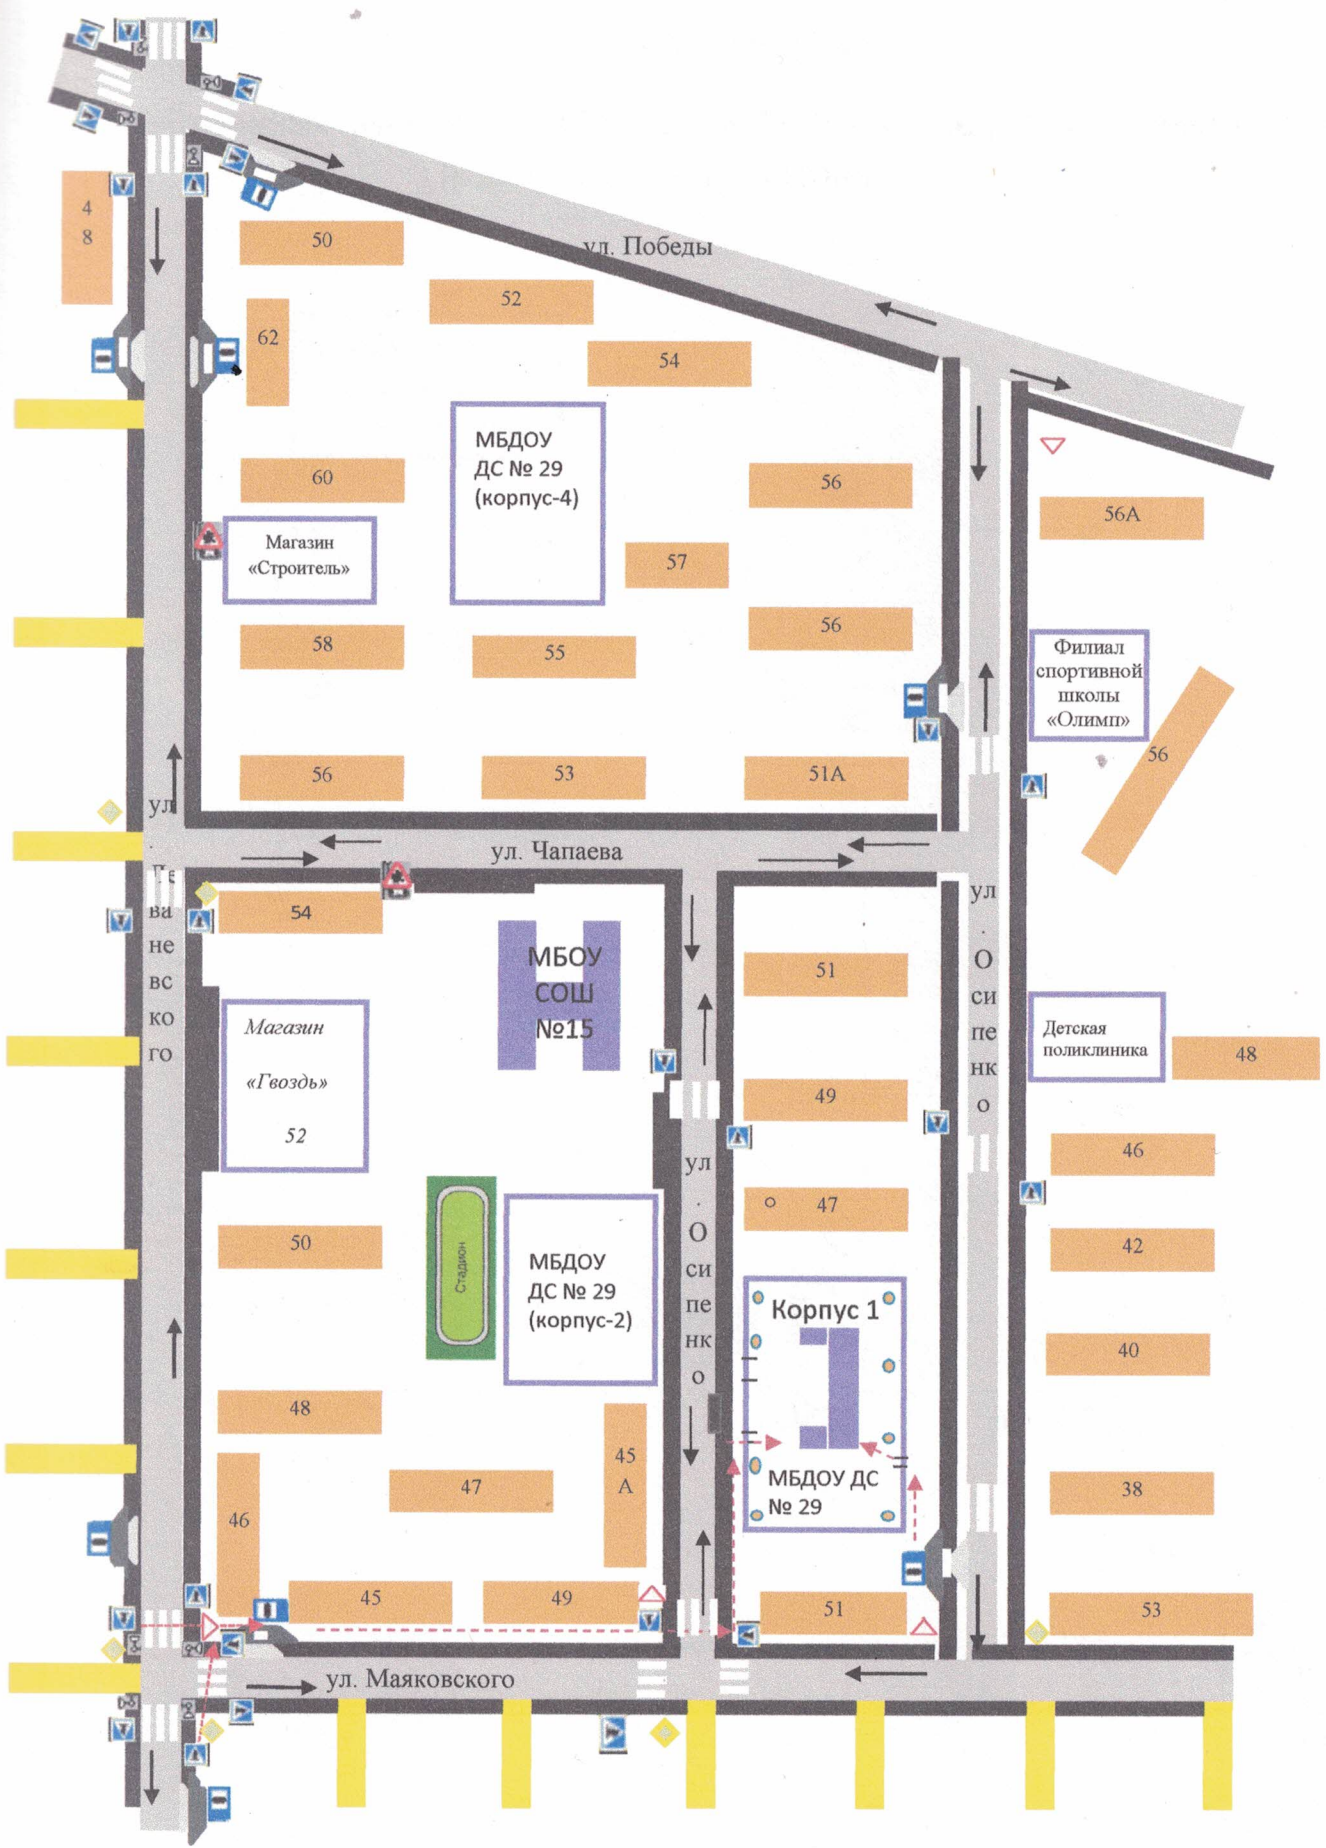 4
8
50
ул. Победы
52
62
54
МБДОУ
ДС № 29
(корпус-4)
60
56
56А
Магазин
«Строитель»
57
58
55
56
Филиал
спортивной
школы
«Олимп»
56
56
53
51А
ул
.
ва
не
вс
ко
го
ул. Чапаева
54
МБОУ
СОШ
№15
51
ул
.
О
си
пе
нк
о
Магазин
«Гвоздь»
52
Детская
поликлиника
48
49
46
ул
.
О
си
пе
нк
о
47
50
Стадион
МБДОУ
ДС № 29
(корпус-2)
42
Корпус 1
40
48
45
А
47
МБДОУ ДС
№ 29
38
46
45
49
51
53
ул. Маяковского